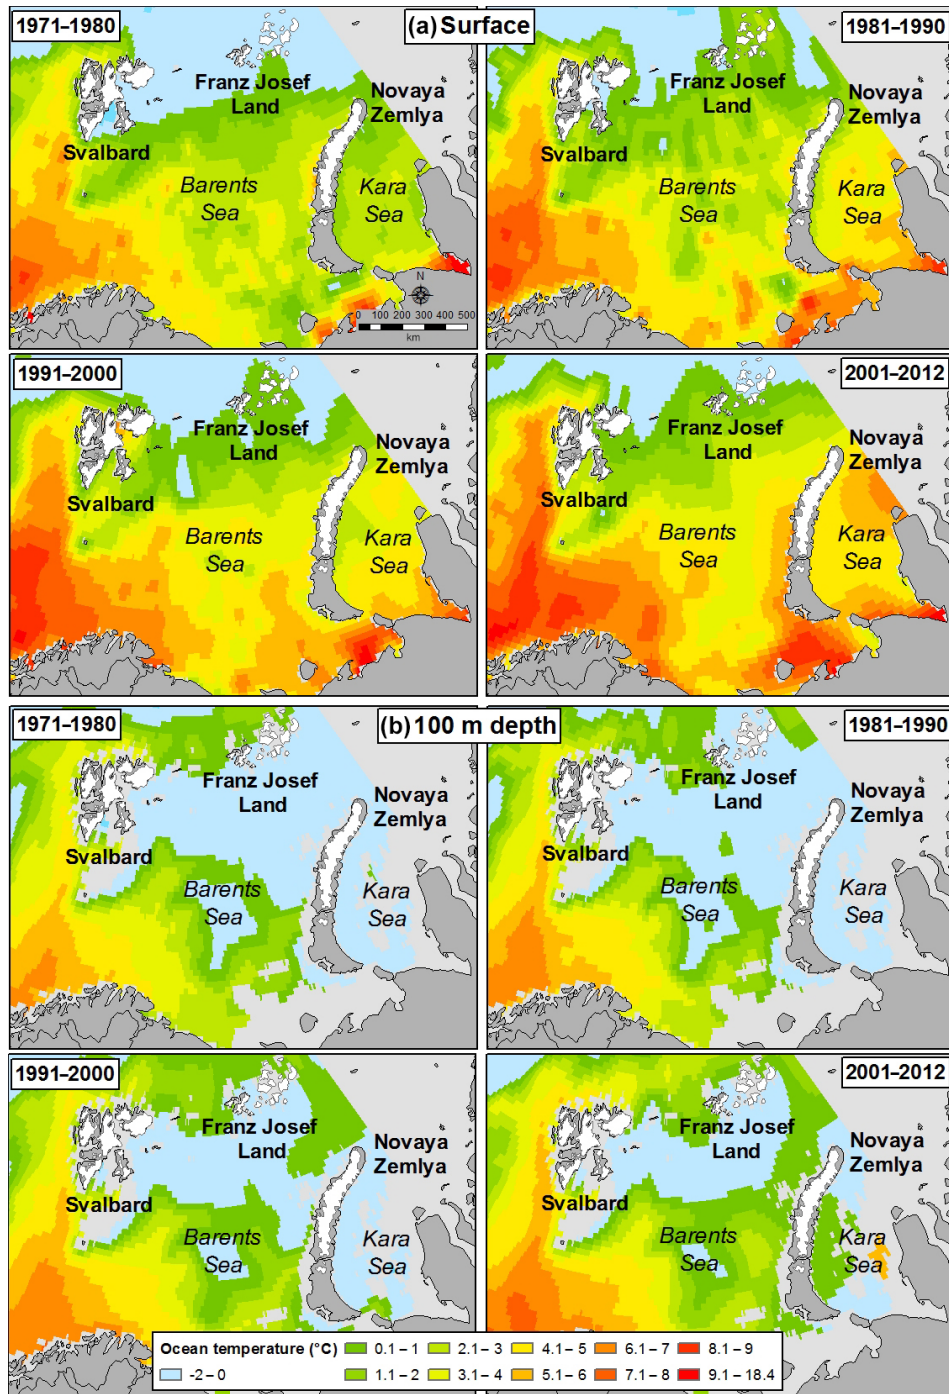 1971–1980
(a) Surface
1981–1990
Franz Josef
Land
Novaya
Zemlya
Svalbard
Barents
Sea
Kara
Sea
N
0 100 200 300 400 500
km
Franz Josef
Land
Novaya
Zemlya
Svalbard
Barents
Sea
Kara
Sea
1991–2000
2001–2012
Franz Josef
Land
Novaya
Zemlya
Svalbard
Barents
Sea
Kara
Sea
Franz Josef
Land
Novaya
Zemlya
Svalbard
Barents
Sea
Kara
Sea
1971–1980
(b) 100 m depth
1981–1990
Franz Josef
Land
Novaya
Zemlya
Svalbard
Barents
Sea
Kara
Sea
Franz Josef
Land
Novaya
Zemlya
Svalbard
Barents
Sea
Kara
Sea
1991–2000
2001–2012
Franz Josef
Land
Novaya
Zemlya
Svalbard
Barents
Sea
Kara
Sea
Franz Josef
Land
Novaya
Zemlya
Svalbard
Barents
Sea
Kara
Sea
Ocean temperature (°C)
-2 – 0
0.1 – 1
1.1 – 2
2.1 – 3
3.1 – 4
4.1 – 5
5.1 – 6
6.1 – 7
7.1 – 8
8.1 – 9
9.1 – 18.4